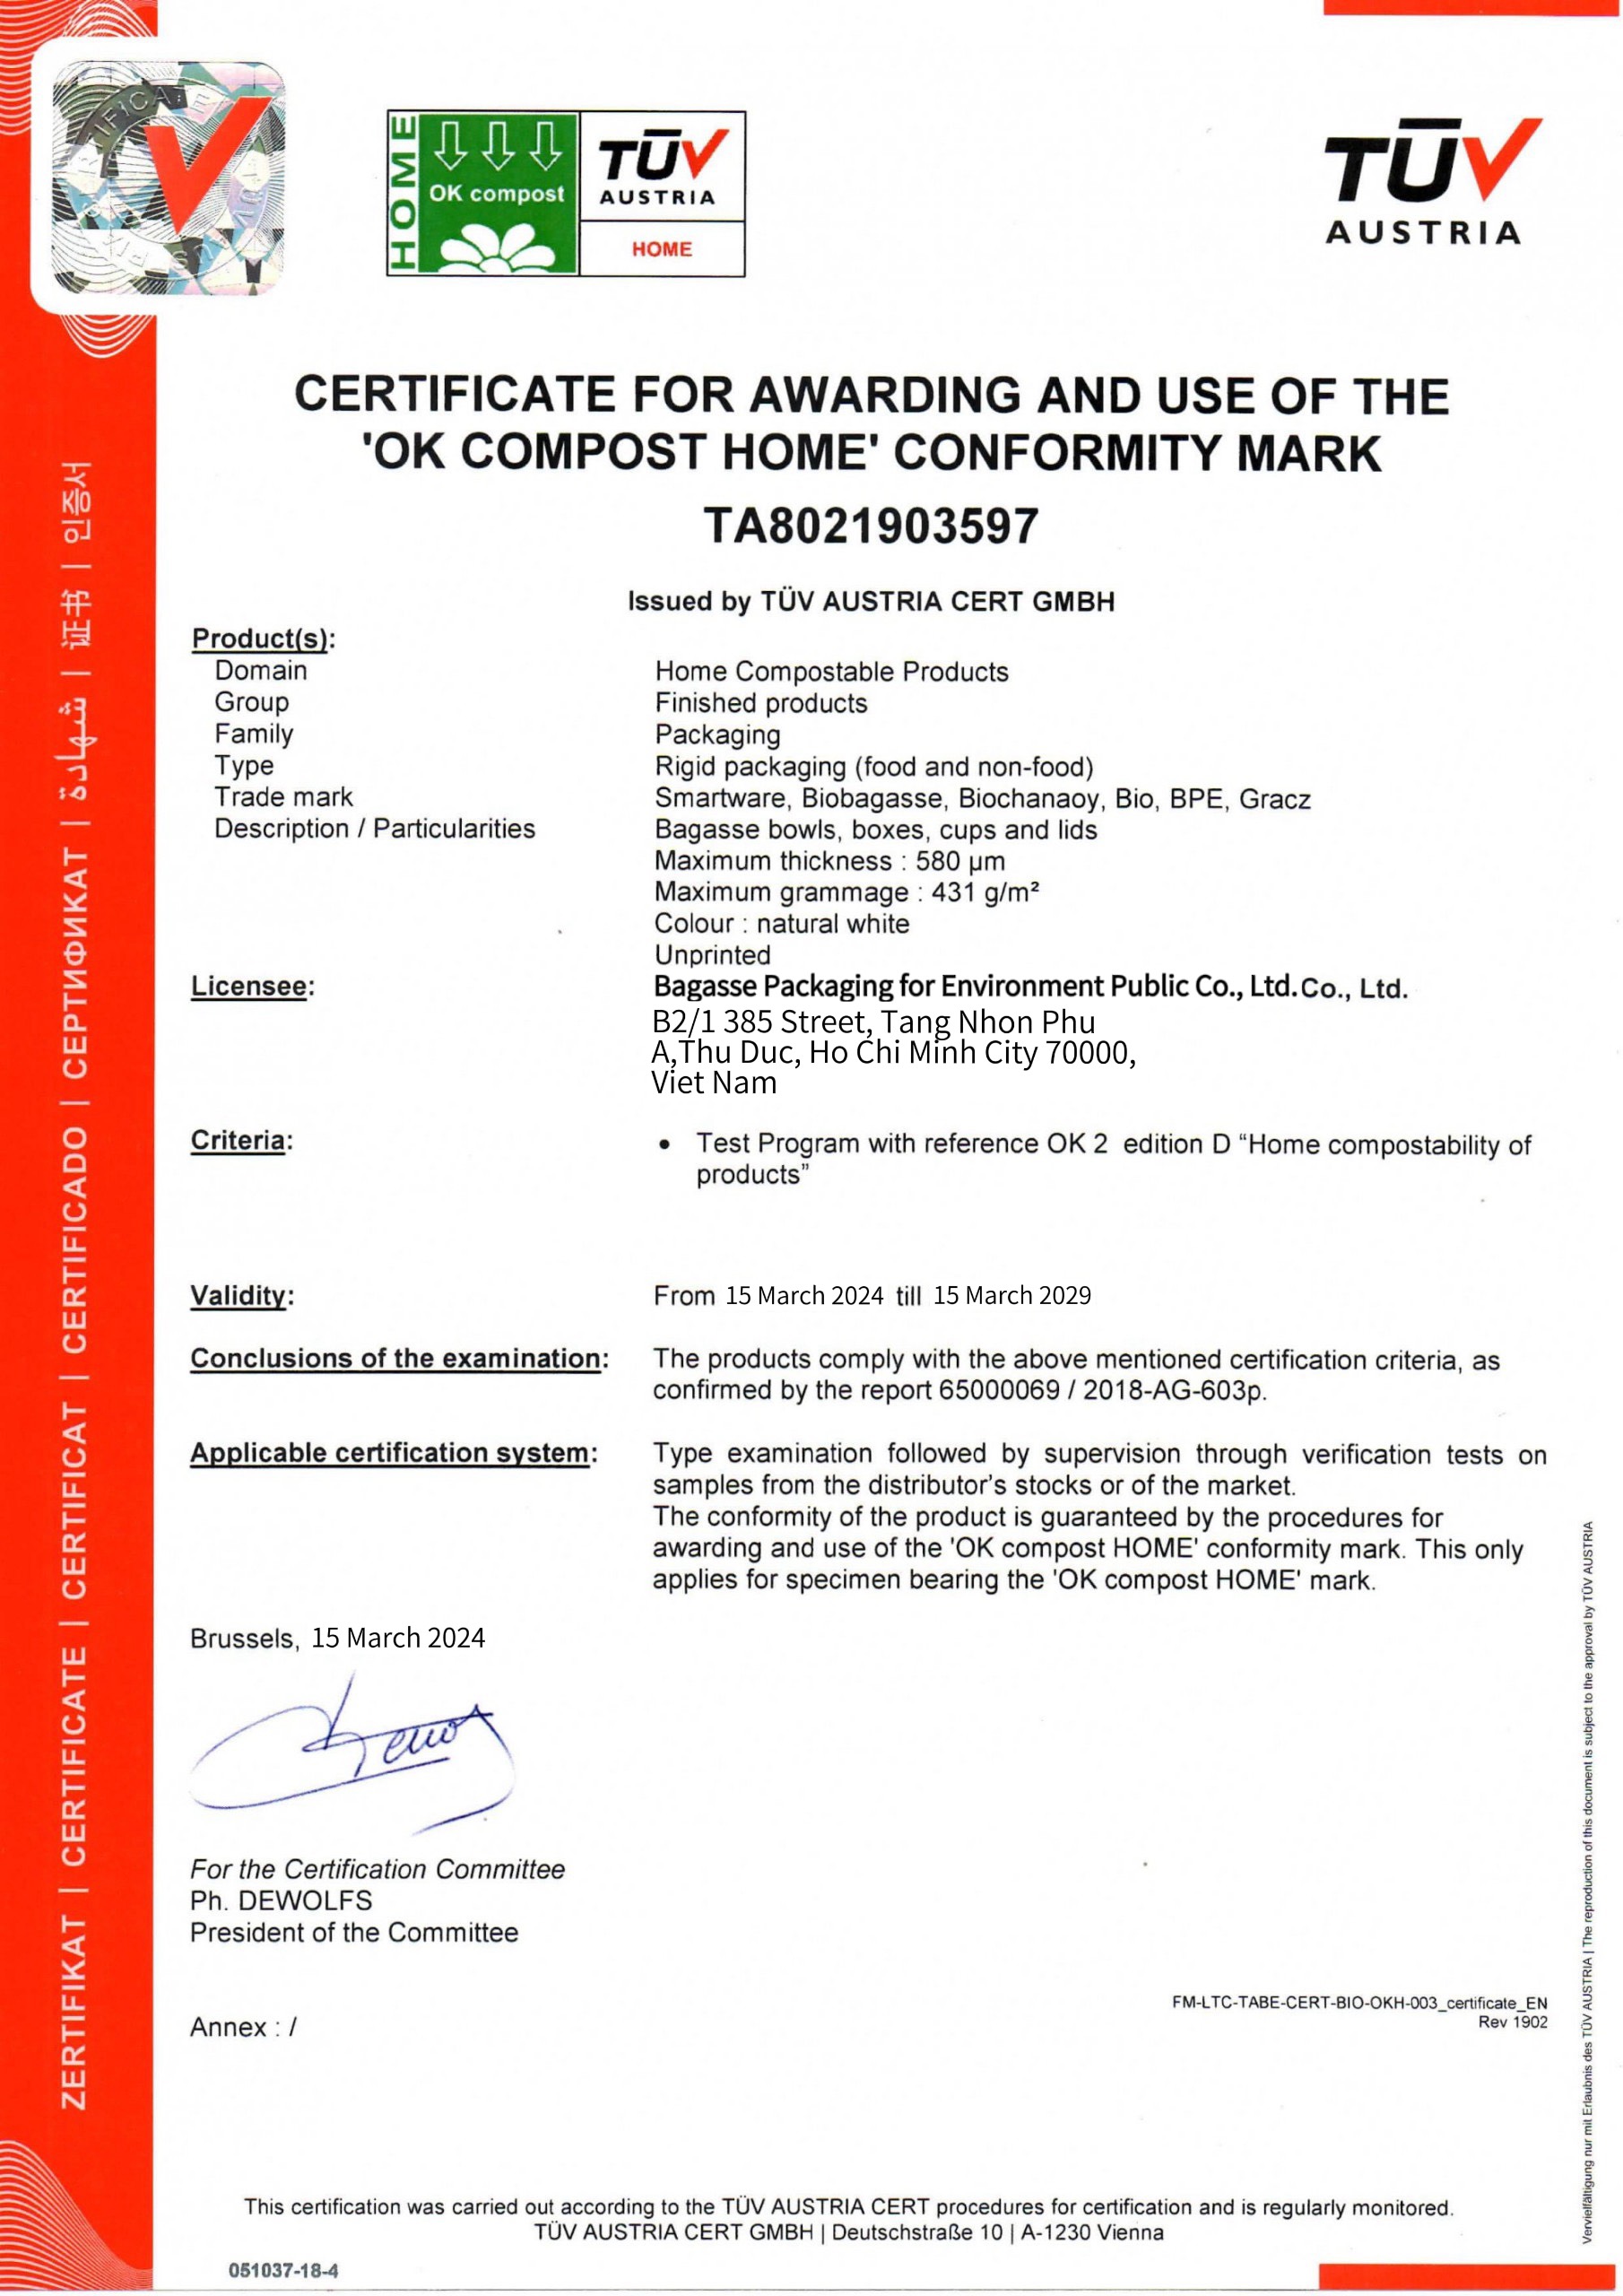 HOME
OK compost
TÜV
AUSTRIA
HOME
TÜV
AUSTRIA
CERTIFICATE FOR AWARDING AND USE OF THE
'OK COMPOST HOME' CONFORMITY MARK
TA8021903597
Issued by TÜV AUSTRIA CERT GMBH
Product(s):
Domain Home Compostable Products
Group Finished products
Family Packaging
Type Rigid packaging (food and non-food)
Trade mark Smartware, Biobagasse, Biochanaoy, Bio, BPE, Gracz
Description / Particularities Bagasse bowls, boxes, cups and lids
Maximum thickness : 580 µm
Maximum grammage : 431 g/m²
Colour : natural white
Unprinted
Licensee: Bagasse Packaging for Environment Public Co., Ltd.Co., Ltd.
B2/1 385 Street, Tang Nhon Phu
A,Thu Duc, Ho Chi Minh City 70000,
Viet Nam
Criteria: • Test Program with reference OK 2 edition D “Home compostability of
products”
Validity: From 15 March 2024 till 15 March 2029
Conclusions of the examination: The products comply with the above mentioned certification criteria, as
confirmed by the report 65000069 / 2018-AG-603p.
Applicable certification system: Type examination followed by supervision through verification tests on
samples from the distributor’s stocks or of the market.
The conformity of the product is guaranteed by the procedures for
awarding and use of the 'OK compost HOME' conformity mark. This only
applies for specimen bearing the 'OK compost HOME' mark.
Brussels, 15 March 2024
For the Certification Committee
Ph. DEWOLFS
President of the Committee
FM-LTC-TABE-CERT-BIO-OKH-003_certificate_EN
Rev 1902
Annex : /
This certification was carried out according to the TÜV AUSTRIA CERT procedures for certification and is regularly monitored.
TÜV AUSTRIA CERT GMBH | Deutschstraße 10 | A-1230 Vienna
051037-18-4
ZERTIFIKAT | CERTIFICATE | CERTIFICATE | CERTIFICAT | CERTIFICADO | СЕРТИФИКАТ | شهادة | 证书 | 인증서
Vervielfältigung nur mit Erlaubnis des TÜV AUSTRIA | The reproduction of this document is subject to the approval by TÜV AUSTRIA